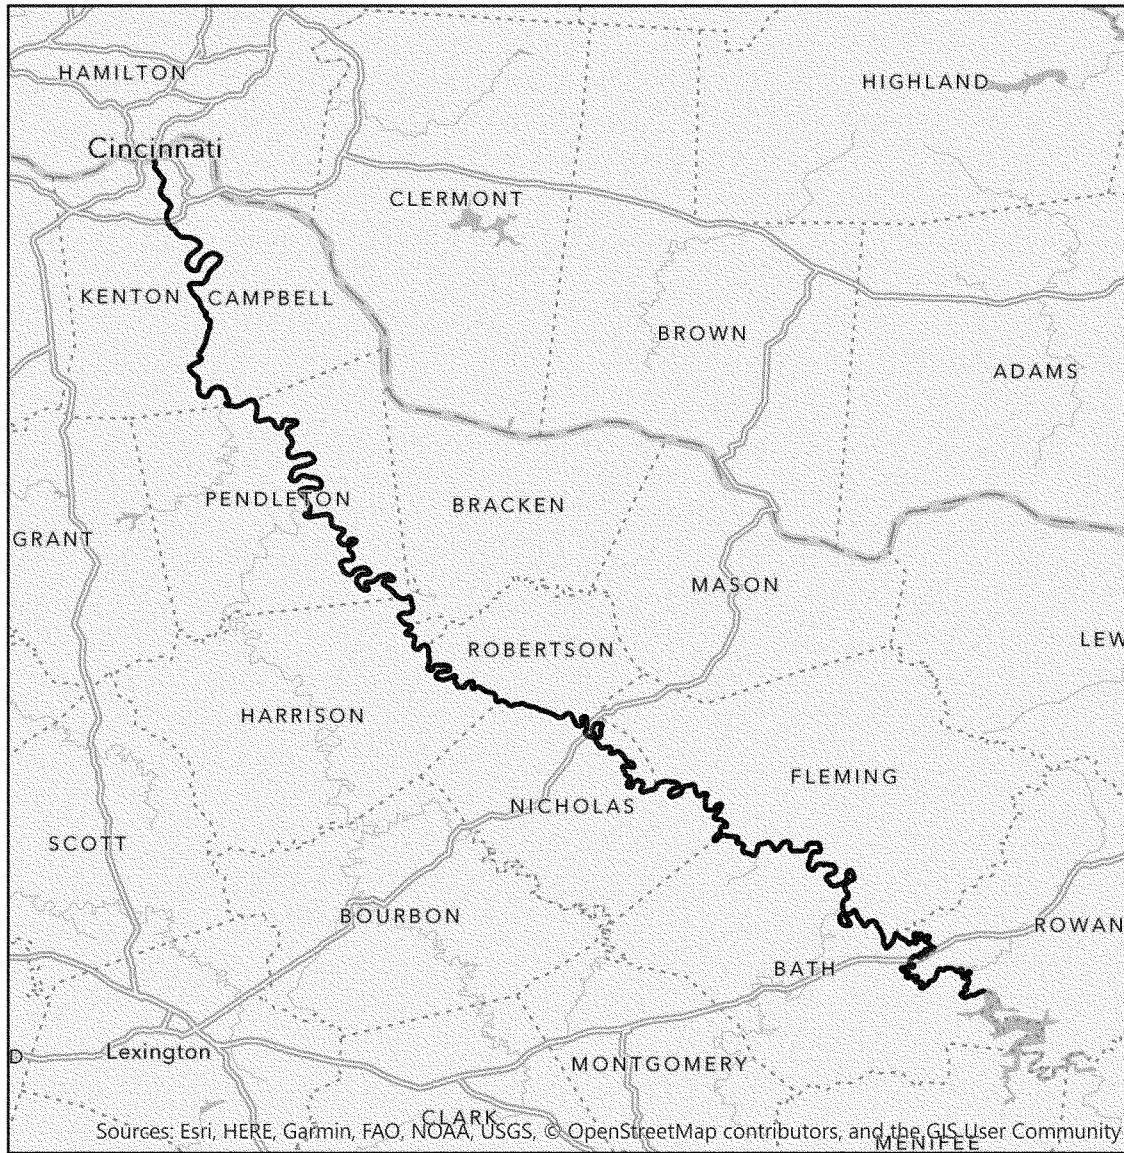 HAMILTON
HIGHLAND
Cincinnati
CLERMONT
KENTON
CAMPBELL
BROWN
ADAMS
PENDLETON
BRACKEN
GRANT
MASON
LEW
ROBERTSON
HARRISON
FLEMING
NICHOLAS
SCOTT
BOURBON
ROWAN
BATH
D
Lexington
MONTGOMERY
CLARK
Sources: Esri, HERE, Garmin, FAO, NOAA, USGS, © OpenStreetMap contributors, and the GIS User Community
MENIFEE